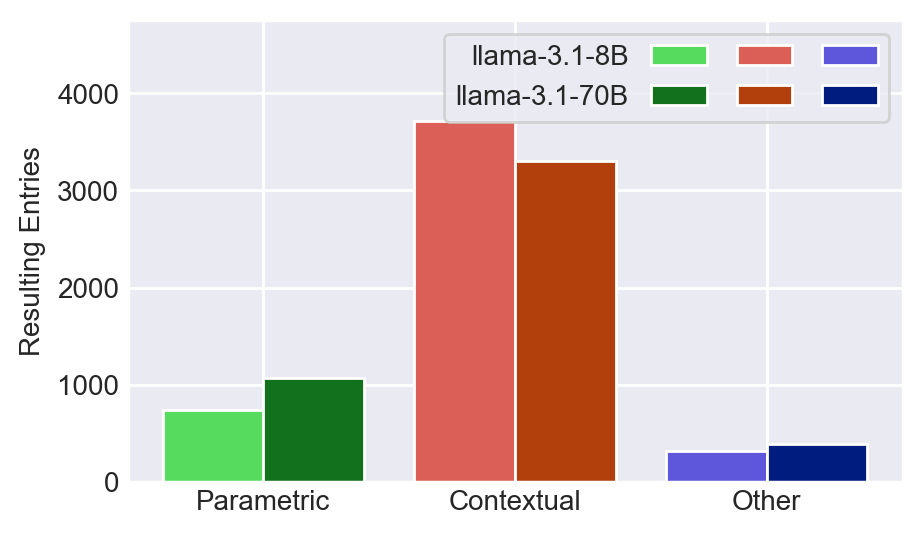 llama-3.1-8B
llama-3.1-70B
4000
3000
2000
1000
0
Resulting Entries
Parametric
Contextual
Other